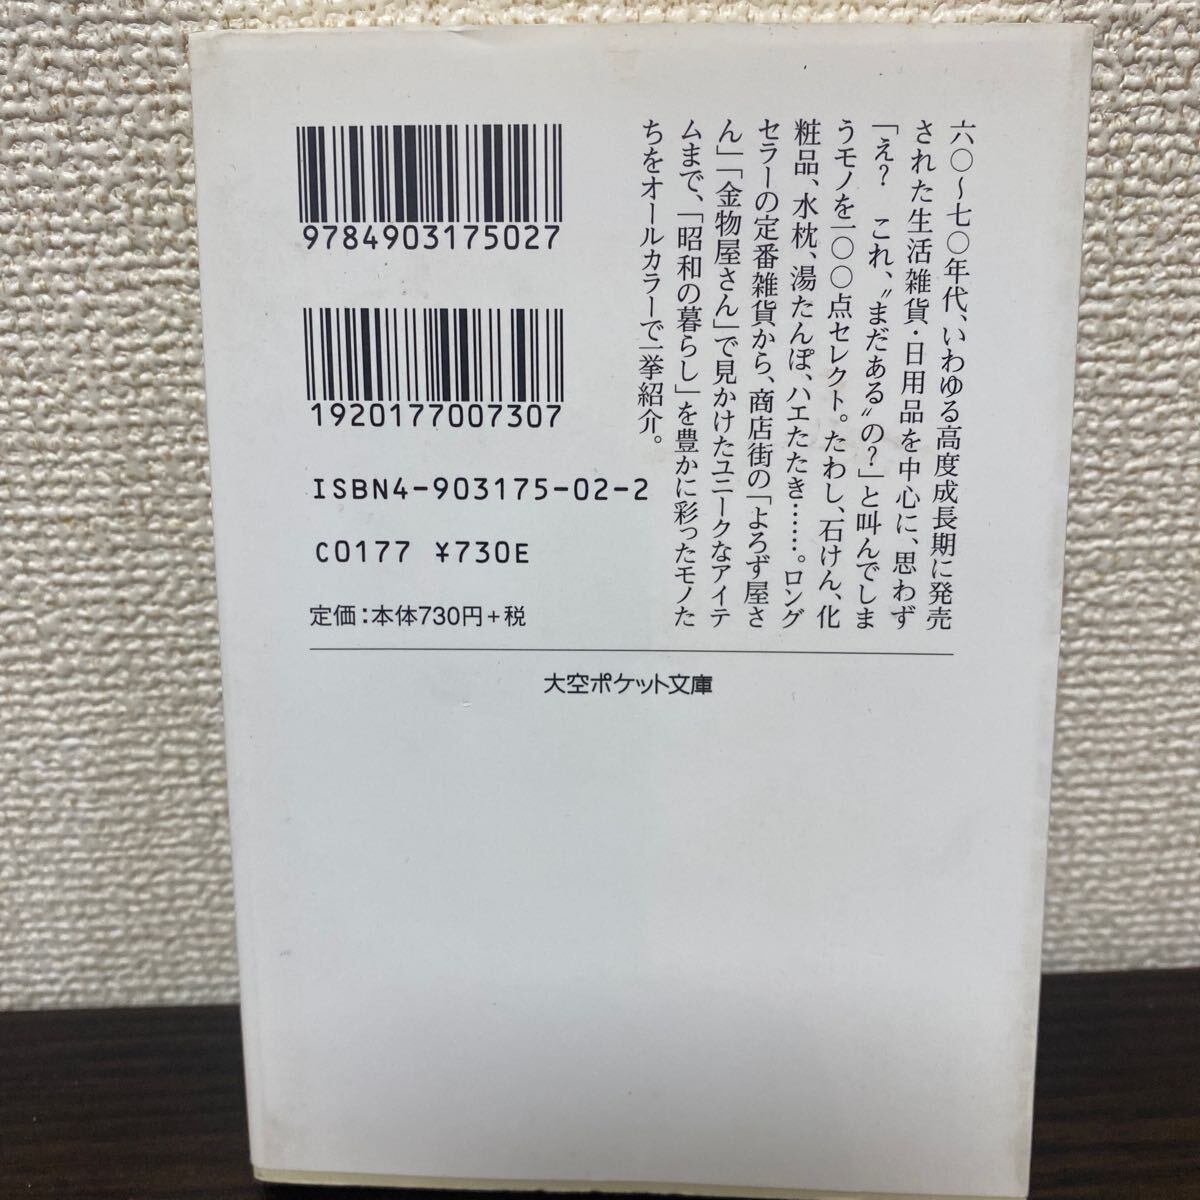 六〇〜七〇年代、いわゆる高度成長期に発売
された生活雑貨・日用品を中心に、思わず
「え？　これ、〝まだある〟の？」と叫んでしま
うモノを一〇〇点セレクト。たわし、石けん、化
粧品、水枕、湯たんぽ、ハエたたき……。ロング
セラーの定番雑貨から、商店街の「よろず屋さ
ん」「金物屋さん」で見かけたユニークなアイテ
ムまで、「昭和の暮らし」を豊かに彩ったモノた
ちをオールカラーで一挙紹介。
9784903175027
1920177007307
ISBN4-903175-02-2
C0177 ¥730E
定価：本体730円+税
大空ポケット文庫